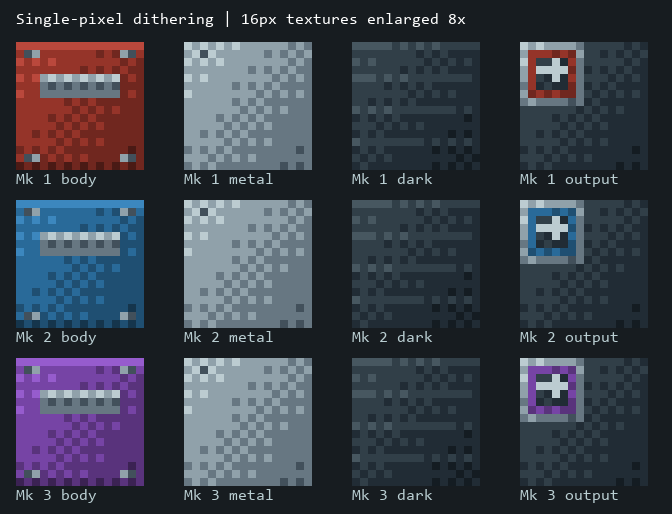 Single-pixel dithering | 16px textures enlarged 8x
Mk 1 body
Mk 1 metal
Mk 1 dark
Mk 1 output
Mk 2 body
Mk 2 metal
Mk 2 dark
Mk 2 output
Mk 3 body
Mk 3 metal
Mk 3 dark
Mk 3 output